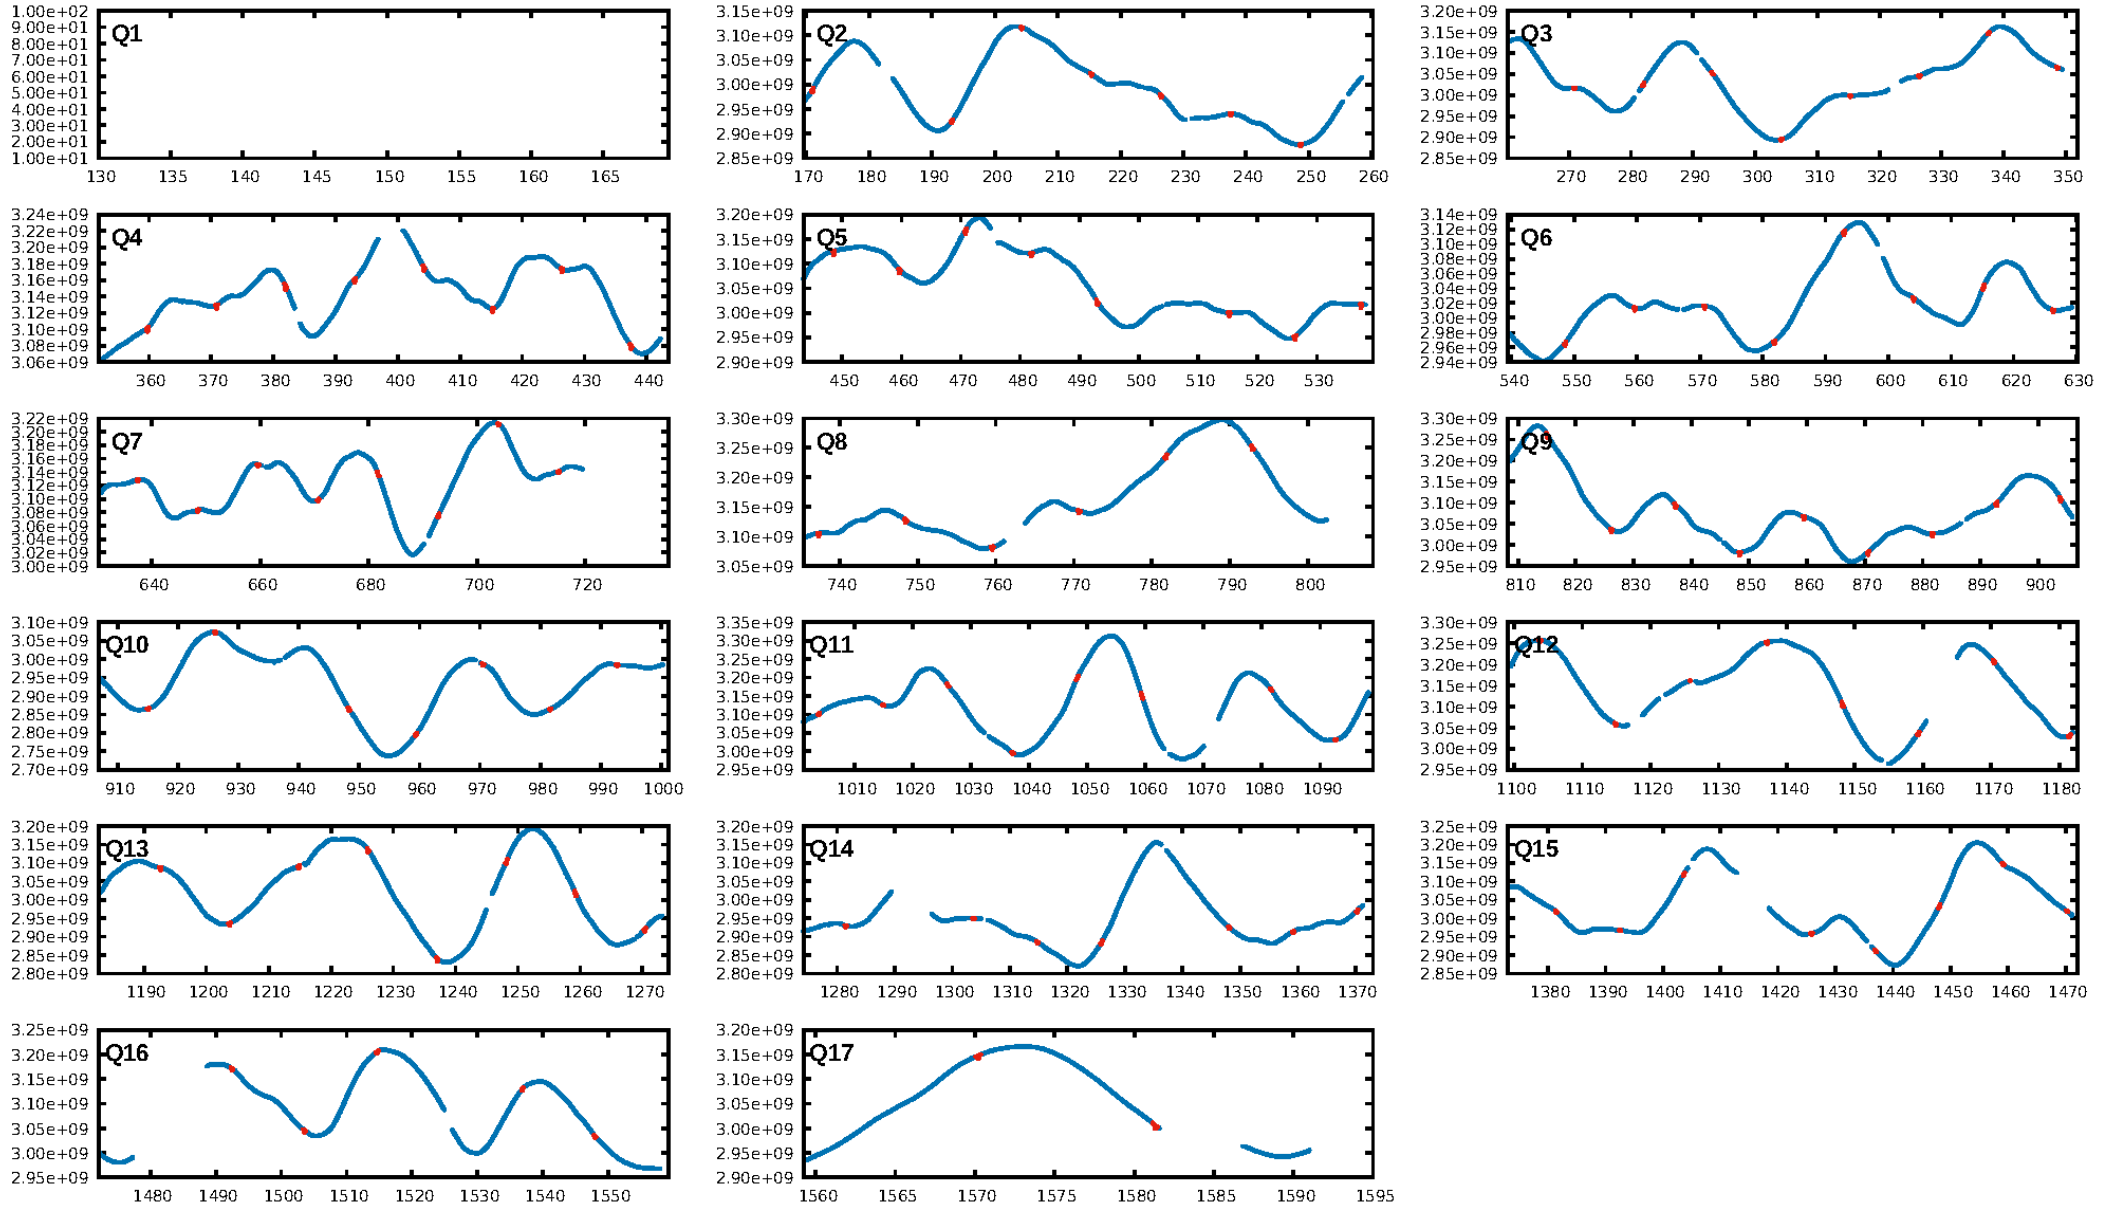 1.00e+02
9.00e+01
8.00e+01
7.00e+01
6.00e+01
5.00e+01
4.00e+01
3.00e+01
2.00e+01
1.00e+01
Q1
130 135 140 145 150 155 160 165
3.15e+09
3.10e+09
3.05e+09
3.00e+09
2.95e+09
2.90e+09
2.85e+09
Q2
170 180 190 200 210 220 230 240 250 260
3.20e+09
3.15e+09
3.10e+09
3.05e+09
3.00e+09
2.95e+09
2.90e+09
2.85e+09
Q3
270 280 290 300 310 320 330 340 350
3.24e+09
3.22e+09
3.20e+09
3.18e+09
3.16e+09
3.14e+09
3.12e+09
3.10e+09
3.08e+09
3.06e+09
Q4
360 370 380 390 400 410 420 430 440
3.20e+09
3.15e+09
3.10e+09
3.05e+09
3.00e+09
2.95e+09
2.90e+09
Q5
450 460 470 480 490 500 510 520 530
3.14e+09
3.12e+09
3.10e+09
3.08e+09
3.06e+09
3.04e+09
3.02e+09
3.00e+09
2.98e+09
2.96e+09
2.94e+09
Q6
540 550 560 570 580 590 600 610 620 630
3.22e+09
3.20e+09
3.18e+09
3.16e+09
3.14e+09
3.12e+09
3.10e+09
3.08e+09
3.06e+09
3.04e+09
3.02e+09
3.00e+09
Q7
640 660 680 700 720
3.30e+09
3.25e+09
3.20e+09
3.15e+09
3.10e+09
3.05e+09
Q8
740 750 760 770 780 790 800
3.30e+09
3.25e+09
3.20e+09
3.15e+09
3.10e+09
3.05e+09
3.00e+09
2.95e+09
Q9
810 820 830 840 850 860 870 880 890 900
3.10e+09
3.05e+09
3.00e+09
2.95e+09
2.90e+09
2.85e+09
2.80e+09
2.75e+09
2.70e+09
Q10
910 920 930 940 950 960 970 980 990 1000
3.35e+09
3.30e+09
3.25e+09
3.20e+09
3.15e+09
3.10e+09
3.05e+09
3.00e+09
2.95e+09
Q11
1010 1020 1030 1040 1050 1060 1070 1080 1090
3.30e+09
3.25e+09
3.20e+09
3.15e+09
3.10e+09
3.05e+09
3.00e+09
2.95e+09
Q12
1100 1110 1120 1130 1140 1150 1160 1170 1180
3.20e+09
3.15e+09
3.10e+09
3.05e+09
3.00e+09
2.95e+09
2.90e+09
2.85e+09
2.80e+09
Q13
1190 1200 1210 1220 1230 1240 1250 1260 1270
3.20e+09
3.15e+09
3.10e+09
3.05e+09
3.00e+09
2.95e+09
2.90e+09
2.85e+09
2.80e+09
Q14
1280 1290 1300 1310 1320 1330 1340 1350 1360 1370
3.25e+09
3.20e+09
3.15e+09
3.10e+09
3.05e+09
3.00e+09
2.95e+09
2.90e+09
2.85e+09
Q15
1380 1390 1400 1410 1420 1430 1440 1450 1460 1470
3.25e+09
3.20e+09
3.15e+09
3.10e+09
3.05e+09
3.00e+09
2.95e+09
Q16
1480 1490 1500 1510 1520 1530 1540 1550
3.20e+09
3.15e+09
3.10e+09
3.05e+09
3.00e+09
2.95e+09
2.90e+09
Q17
1560 1565 1570 1575 1580 1585 1590 1595